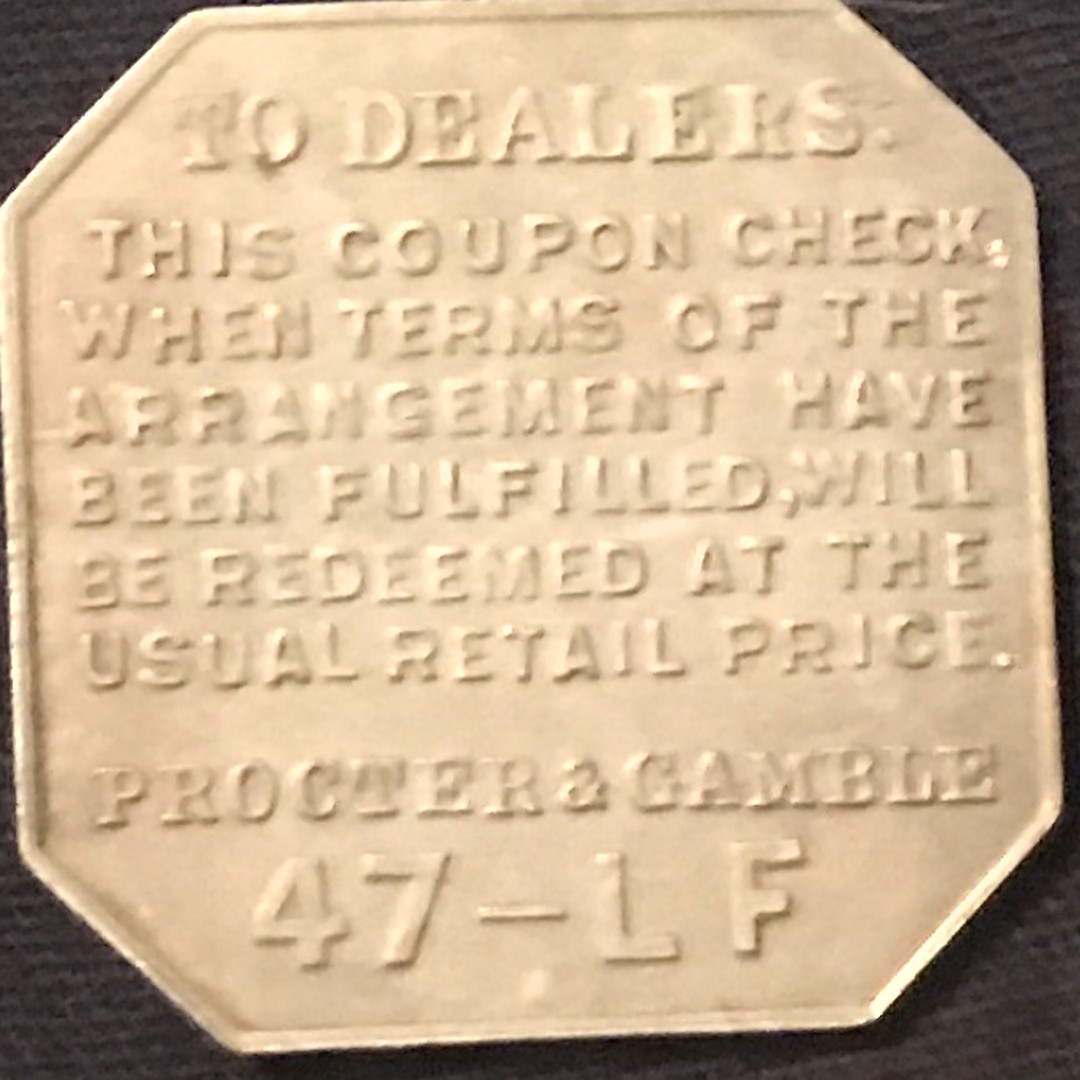 TO DEALERS:
THIS COUPON CHECK,
WHEN TERMS OF THE
ARRANGEMENT HAVE
BEEN FULFILLED, WILL
BE REDEEMED AT THE
USUAL RETAIL PRICE.
PROCTER & GAMBLE
47-LF